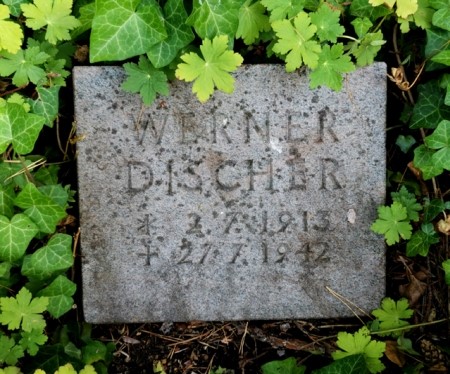 WERNER
DISCHER
* 2.7.1913
+ 27.7.1942